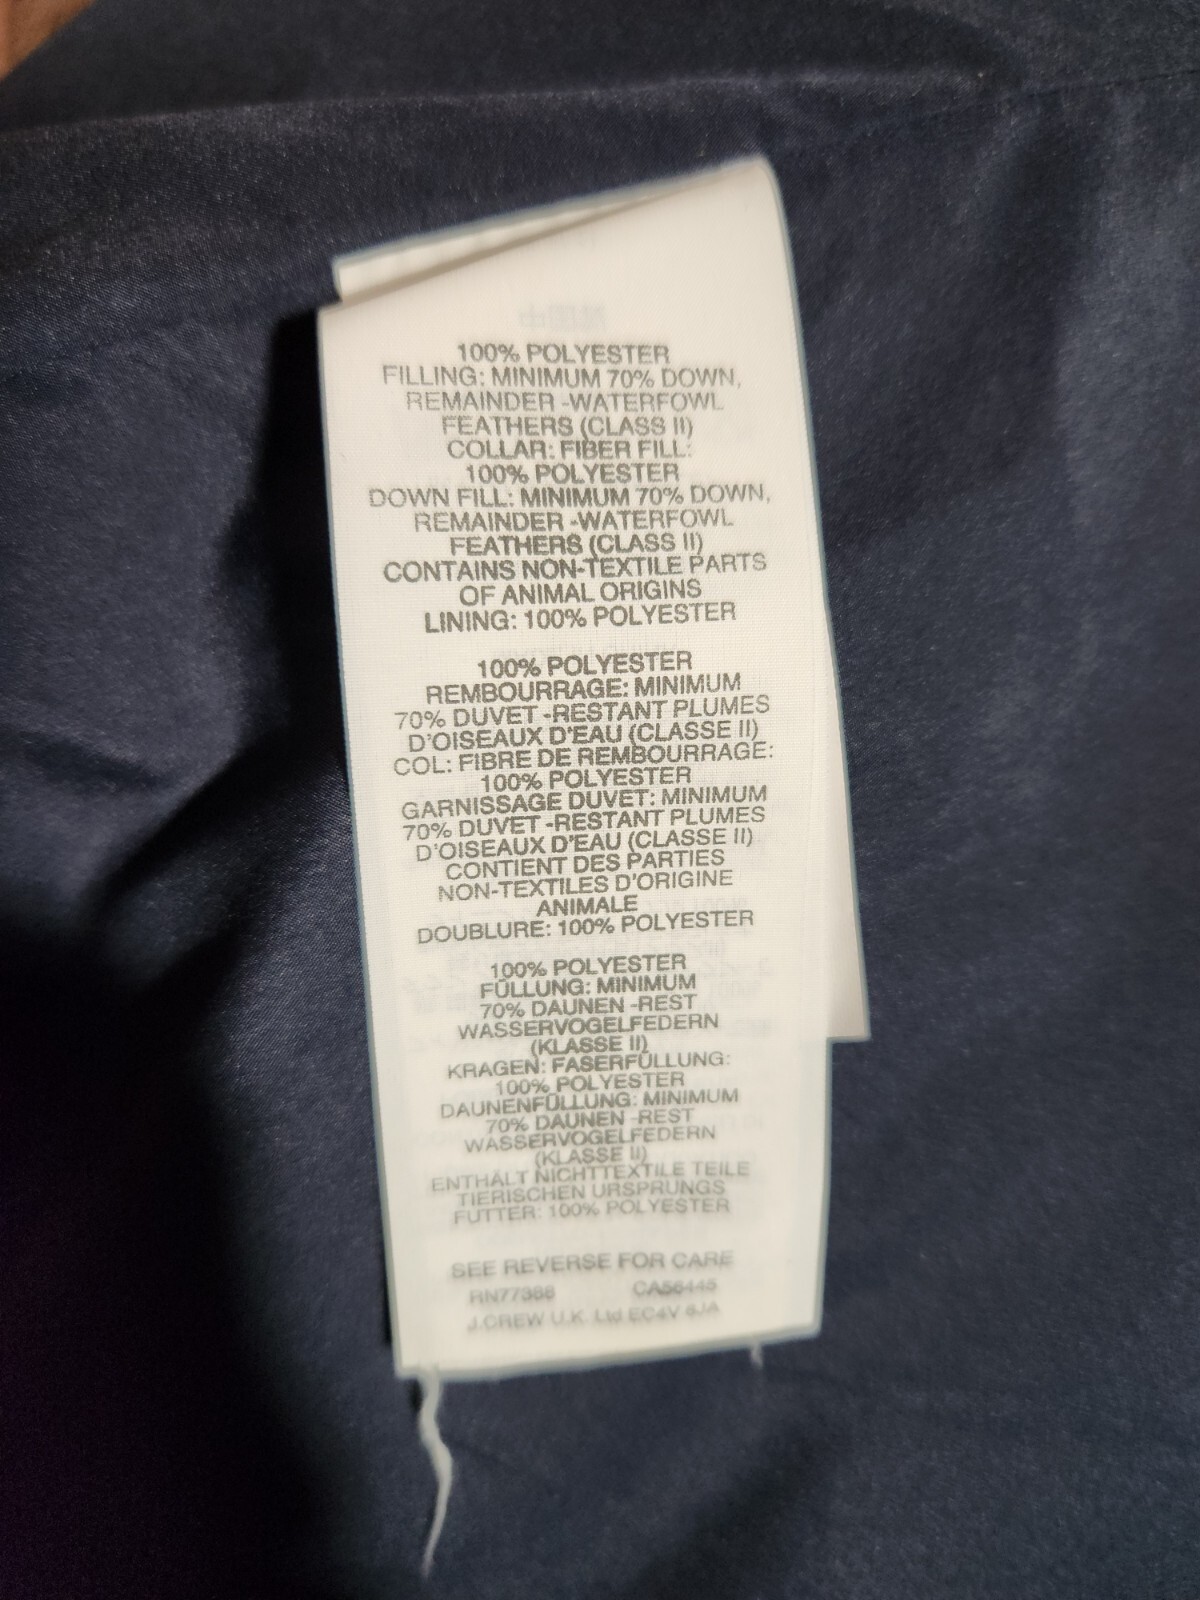 100% POLYESTER
FILLING: MINIMUM 70% DOWN,
REMAINDER -WATERFOWL
FEATHERS (CLASS II)
COLLAR: FIBER FILL:
100% POLYESTER
DOWN FILL: MINIMUM 70% DOWN,
REMAINDER -WATERFOWL
FEATHERS (CLASS II)
CONTAINS NON-TEXTILE PARTS
OF ANIMAL ORIGINS
LINING: 100% POLYESTER
100% POLYESTER
REMBOURRAGE: MINIMUM
70% DUVET -RESTANT PLUMES
D'OISEAUX D'EAU (CLASSE II)
COL: FIBRE DE REMBOURRAGE:
100% POLYESTER
GARNISSAGE DUVET: MINIMUM
70% DUVET -RESTANT PLUMES
D'OISEAUX D'EAU (CLASSE II)
CONTIENT DES PARTIES
NON-TEXTILES D'ORIGINE
ANIMALE
DOUBLURE: 100% POLYESTER
100% POLYESTER
FÜLLUNG: MINIMUM
70% DAUNEN -REST
WASSERVOGELFEDERN
(KLASSE II)
KRAGEN: FASERFÜLLUNG:
100% POLYESTER
DAUNENFÜLLUNG: MINIMUM
70% DAUNEN -REST
WASSERVOGELFEDERN
(KLASSE II)
ENTHÄLT NICHTTEXTILE TEILE
TIERISCHEN URSPRUNGS
FUTTER: 100% POLYESTER
SEE REVERSE FOR CARE
RN77388 CA56445
J.CREW U.K. Ltd EC4V 6JA